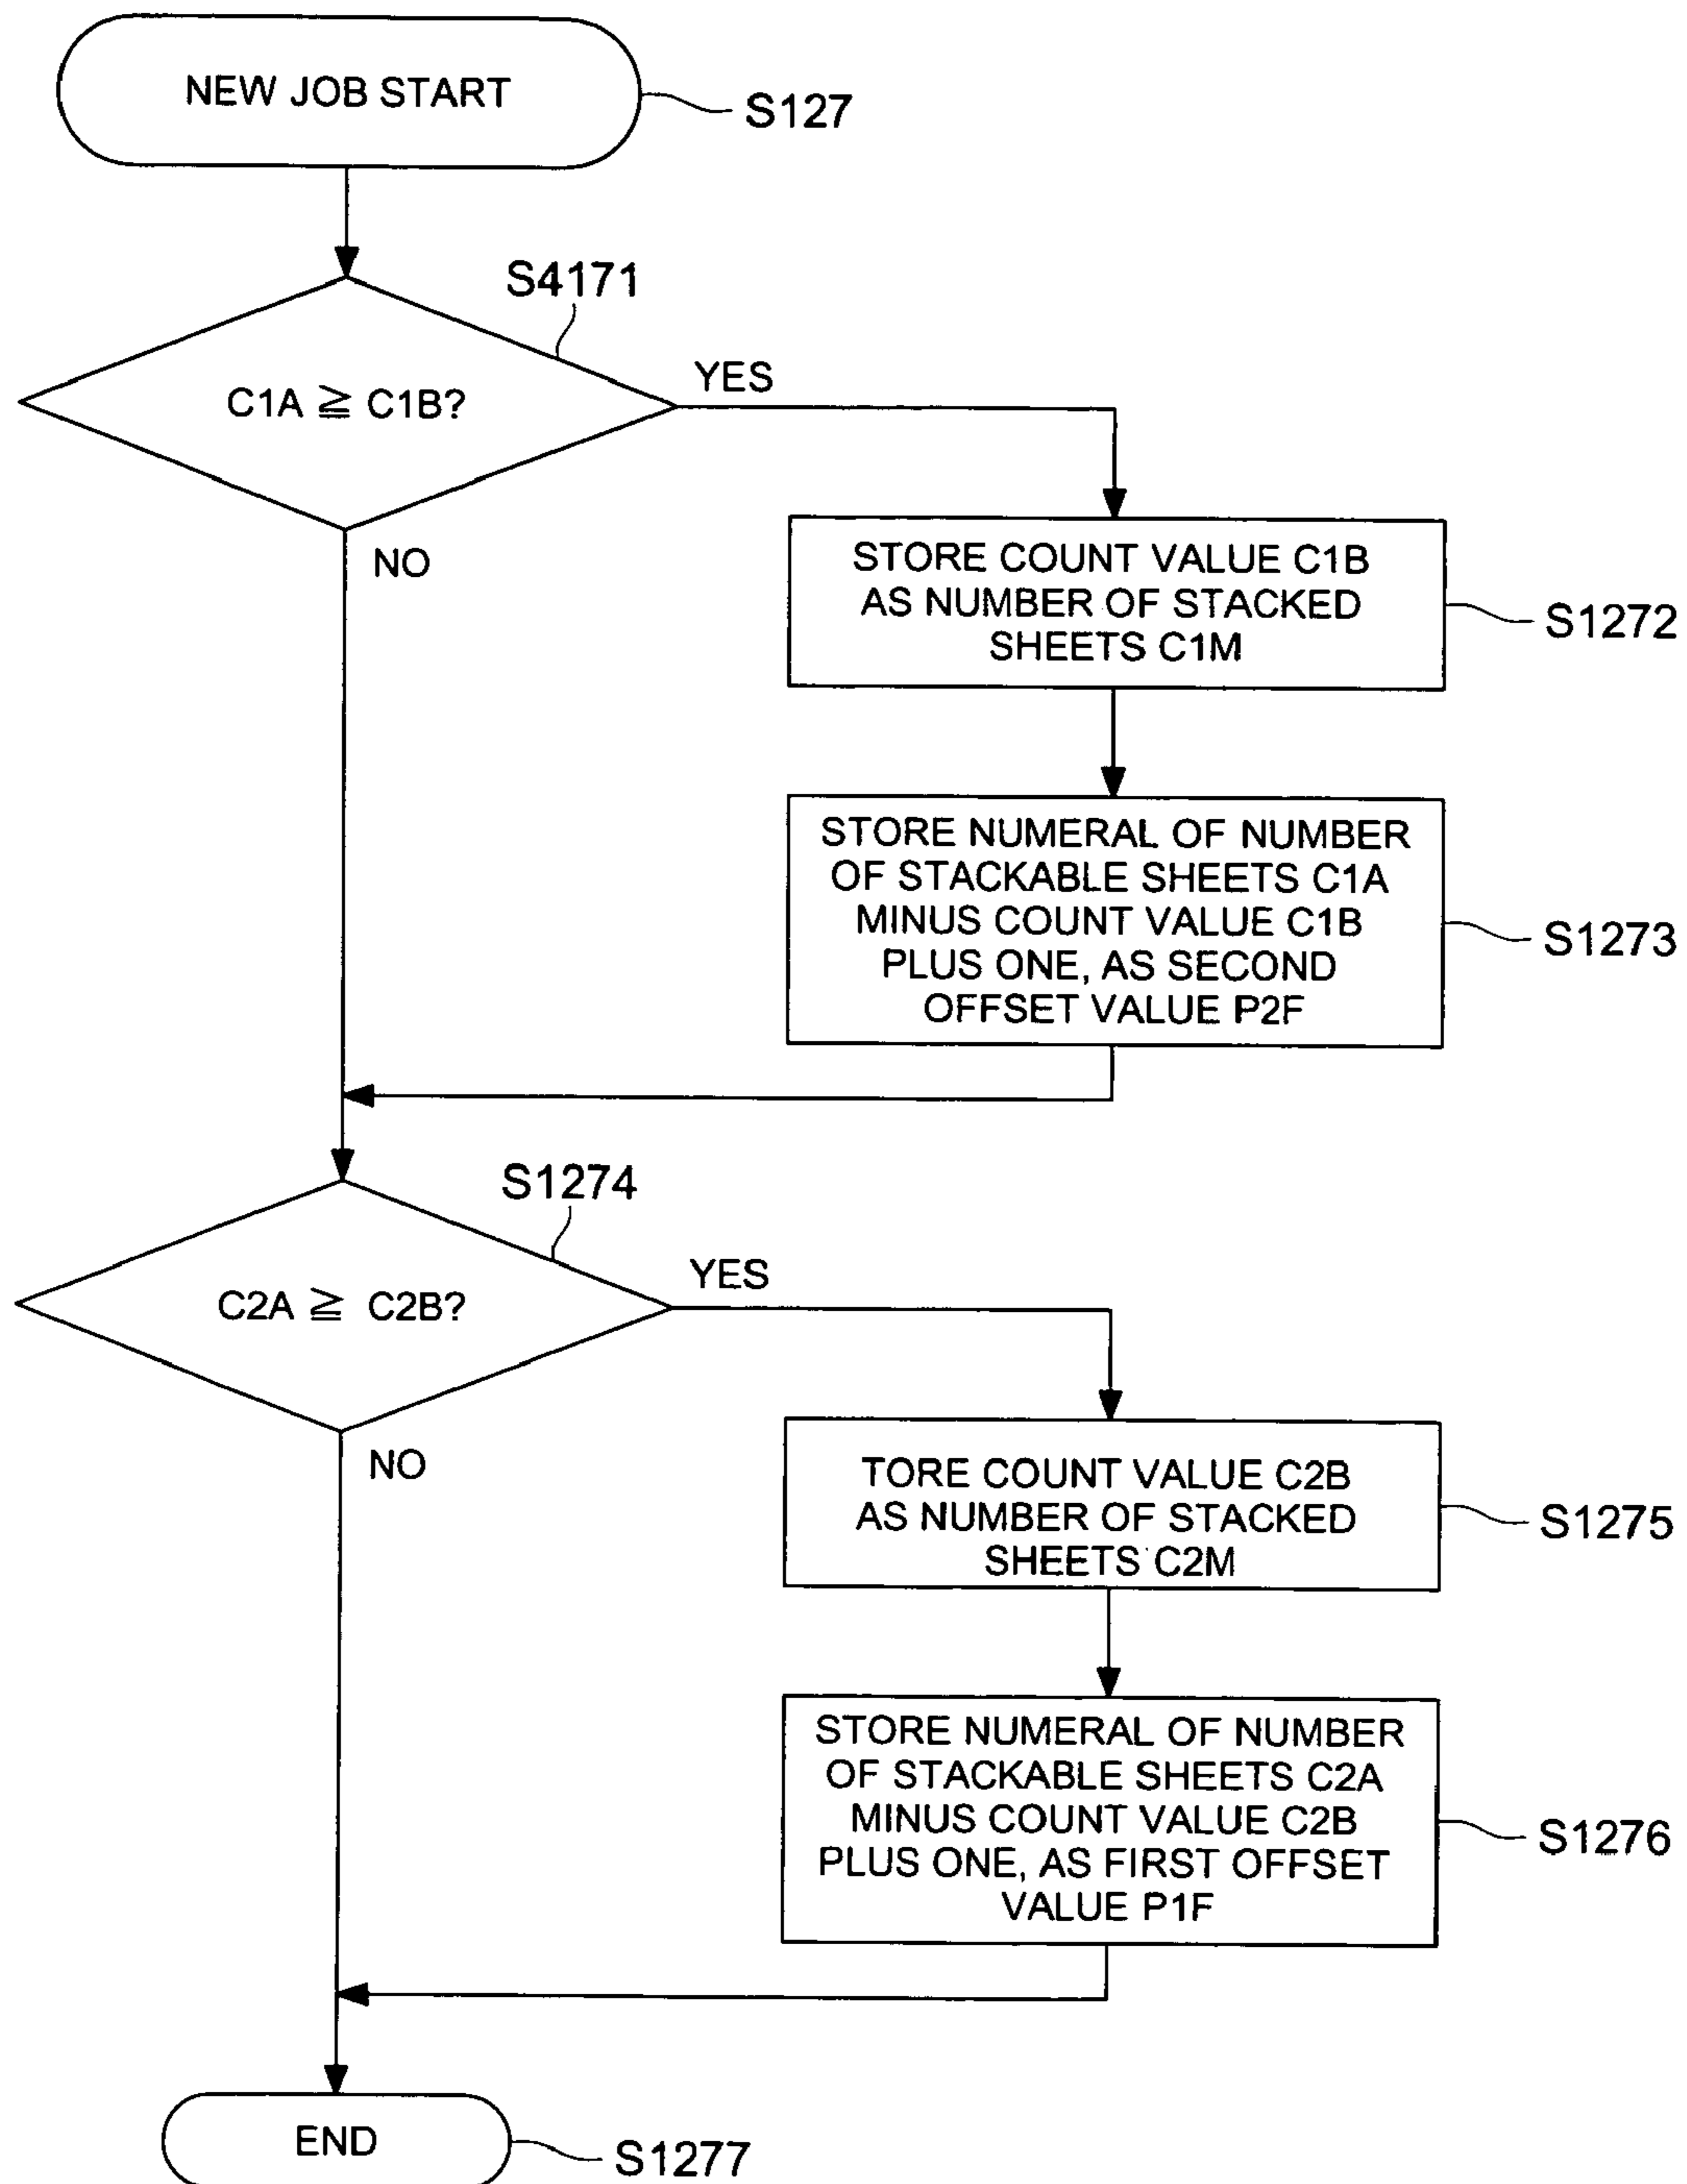 NEW JOB START
S127
S4171
C1A ≧ C1B?
YES
NO
STORE COUNT VALUE C1B
AS NUMBER OF STACKED
SHEETS C1M
S1272
STORE NUMERAL OF NUMBER
OF STACKABLE SHEETS C1A
MINUS COUNT VALUE C1B
PLUS ONE, AS SECOND
OFFSET VALUE P2F
S1273
S1274
C2A ≧ C2B?
YES
NO
TORE COUNT VALUE C2B
AS NUMBER OF STACKED
SHEETS C2M
S1275
STORE NUMERAL OF NUMBER
OF STACKABLE SHEETS C2A
MINUS COUNT VALUE C2B
PLUS ONE, AS FIRST OFFSET
VALUE P1F
S1276
END
S1277